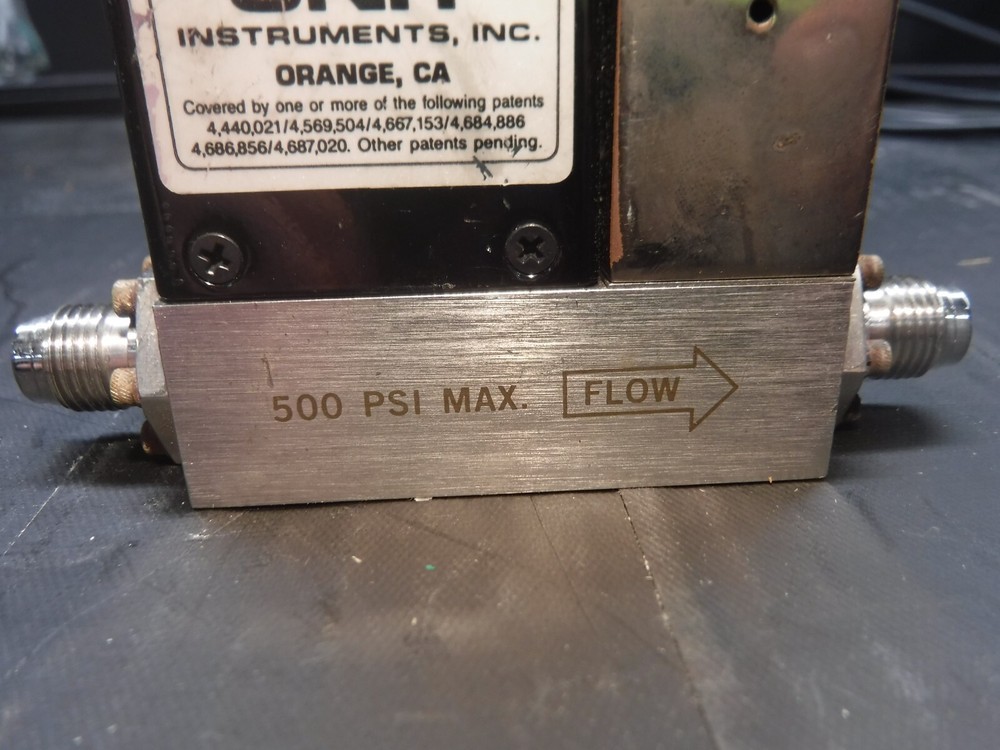 INSTRUMENTS, INC.
ORANGE, CA
Covered by one or more of the following patents
4,440,021/4,569,504/4,667,153/4,684,886
4,686,856/4,687,020. Other patents pending.
500 PSI MAX. FLOW